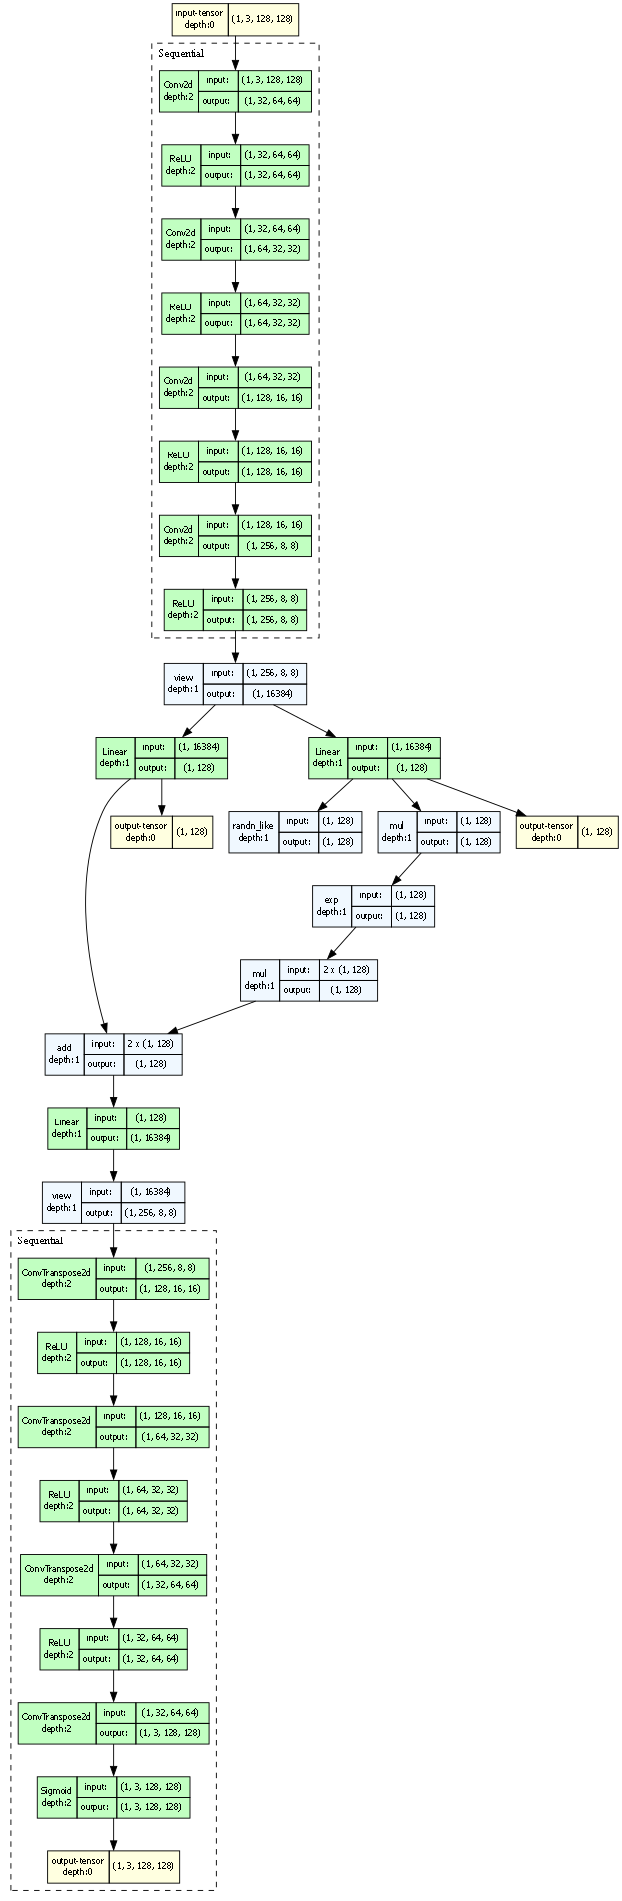 input-tensor
depth:0
(1, 3, 128, 128)
Sequential
Conv2d
depth:2
input:
(1, 3, 128, 128)
output:
(1, 32, 64, 64)
ReLU
depth:2
input:
(1, 32, 64, 64)
output:
(1, 32, 64, 64)
Conv2d
depth:2
input:
(1, 32, 64, 64)
output:
(1, 64, 32, 32)
ReLU
depth:2
input:
(1, 64, 32, 32)
output:
(1, 64, 32, 32)
Conv2d
depth:2
input:
(1, 64, 32, 32)
output:
(1, 128, 16, 16)
ReLU
depth:2
input:
(1, 128, 16, 16)
output:
(1, 128, 16, 16)
Conv2d
depth:2
input:
(1, 128, 16, 16)
output:
(1, 256, 8, 8)
ReLU
depth:2
input:
(1, 256, 8, 8)
output:
(1, 256, 8, 8)
view
depth:1
input:
(1, 256, 8, 8)
output:
(1, 16384)
Linear
depth:1
input:
(1, 16384)
output:
(1, 128)
Linear
depth:1
input:
(1, 16384)
output:
(1, 128)
output-tensor
depth:0
(1, 128)
randn_like
depth:1
input:
(1, 128)
output:
(1, 128)
mul
depth:1
input:
(1, 128)
output:
(1, 128)
output-tensor
depth:0
(1, 128)
exp
depth:1
input:
(1, 128)
output:
(1, 128)
mul
depth:1
input:
2 x (1, 128)
output:
(1, 128)
add
depth:1
input:
2 x (1, 128)
output:
(1, 128)
Linear
depth:1
input:
(1, 128)
output:
(1, 16384)
view
depth:1
input:
(1, 16384)
output:
(1, 256, 8, 8)
Sequential
ConvTranspose2d
depth:2
input:
(1, 256, 8, 8)
output:
(1, 128, 16, 16)
ReLU
depth:2
input:
(1, 128, 16, 16)
output:
(1, 128, 16, 16)
ConvTranspose2d
depth:2
input:
(1, 128, 16, 16)
output:
(1, 64, 32, 32)
ReLU
depth:2
input:
(1, 64, 32, 32)
output:
(1, 64, 32, 32)
ConvTranspose2d
depth:2
input:
(1, 64, 32, 32)
output:
(1, 32, 64, 64)
ReLU
depth:2
input:
(1, 32, 64, 64)
output:
(1, 32, 64, 64)
ConvTranspose2d
depth:2
input:
(1, 32, 64, 64)
output:
(1, 3, 128, 128)
Sigmoid
depth:2
input:
(1, 3, 128, 128)
output:
(1, 3, 128, 128)
output-tensor
depth:0
(1, 3, 128, 128)